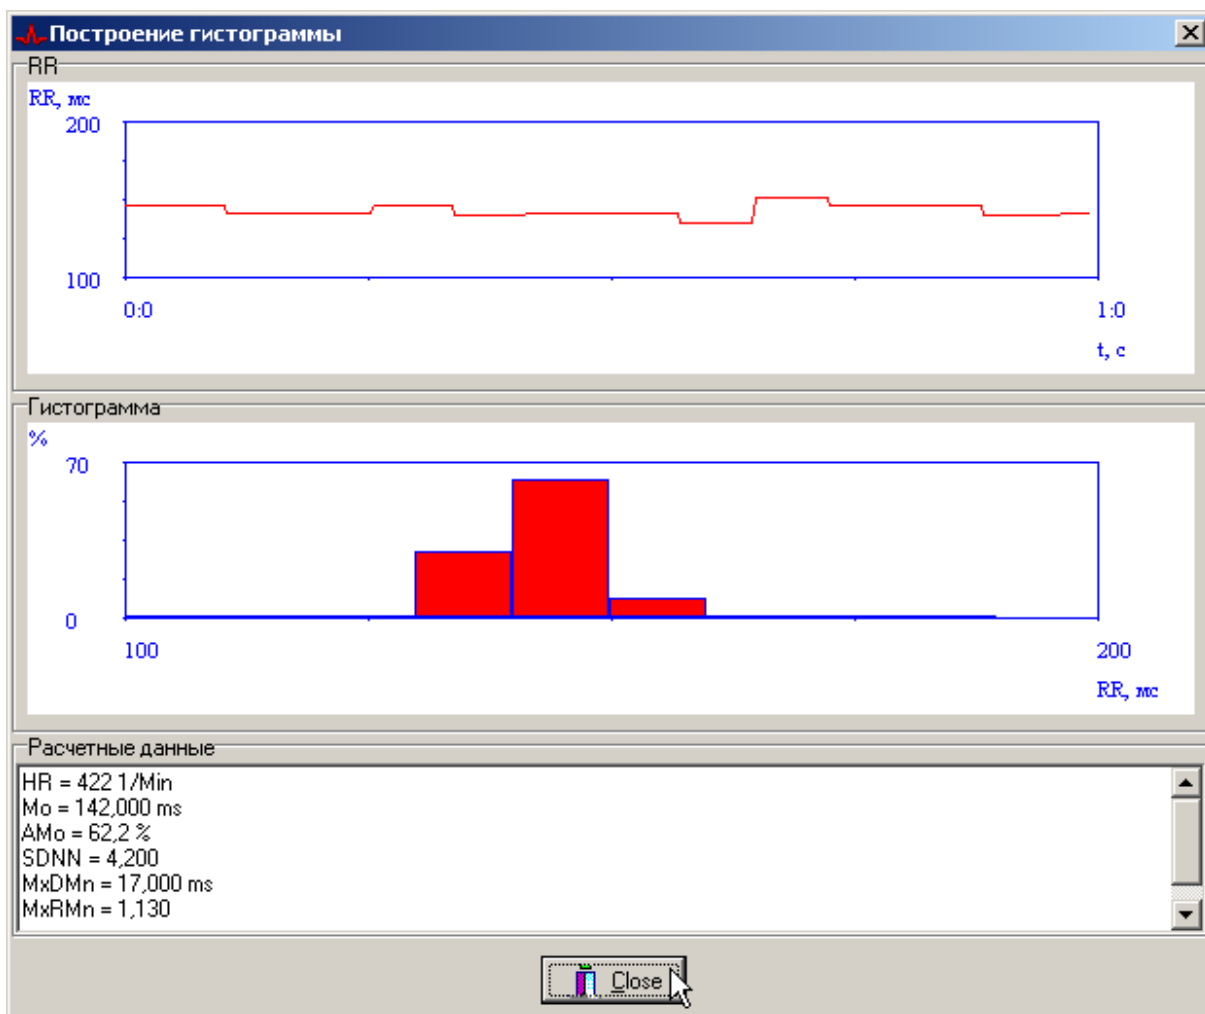 Построение гистограммы
RR
RR, мс
200
100
0:0
1:0
t, с
Гистограмма
%
70
0
100
200
RR, мс
Расчетные данные
HR = 422 1/Min
Mo = 142,000 ms
AMo = 62,2 %
SDNN = 4,200
MxDMn = 17,000 ms
MxRMn = 1,130
Close